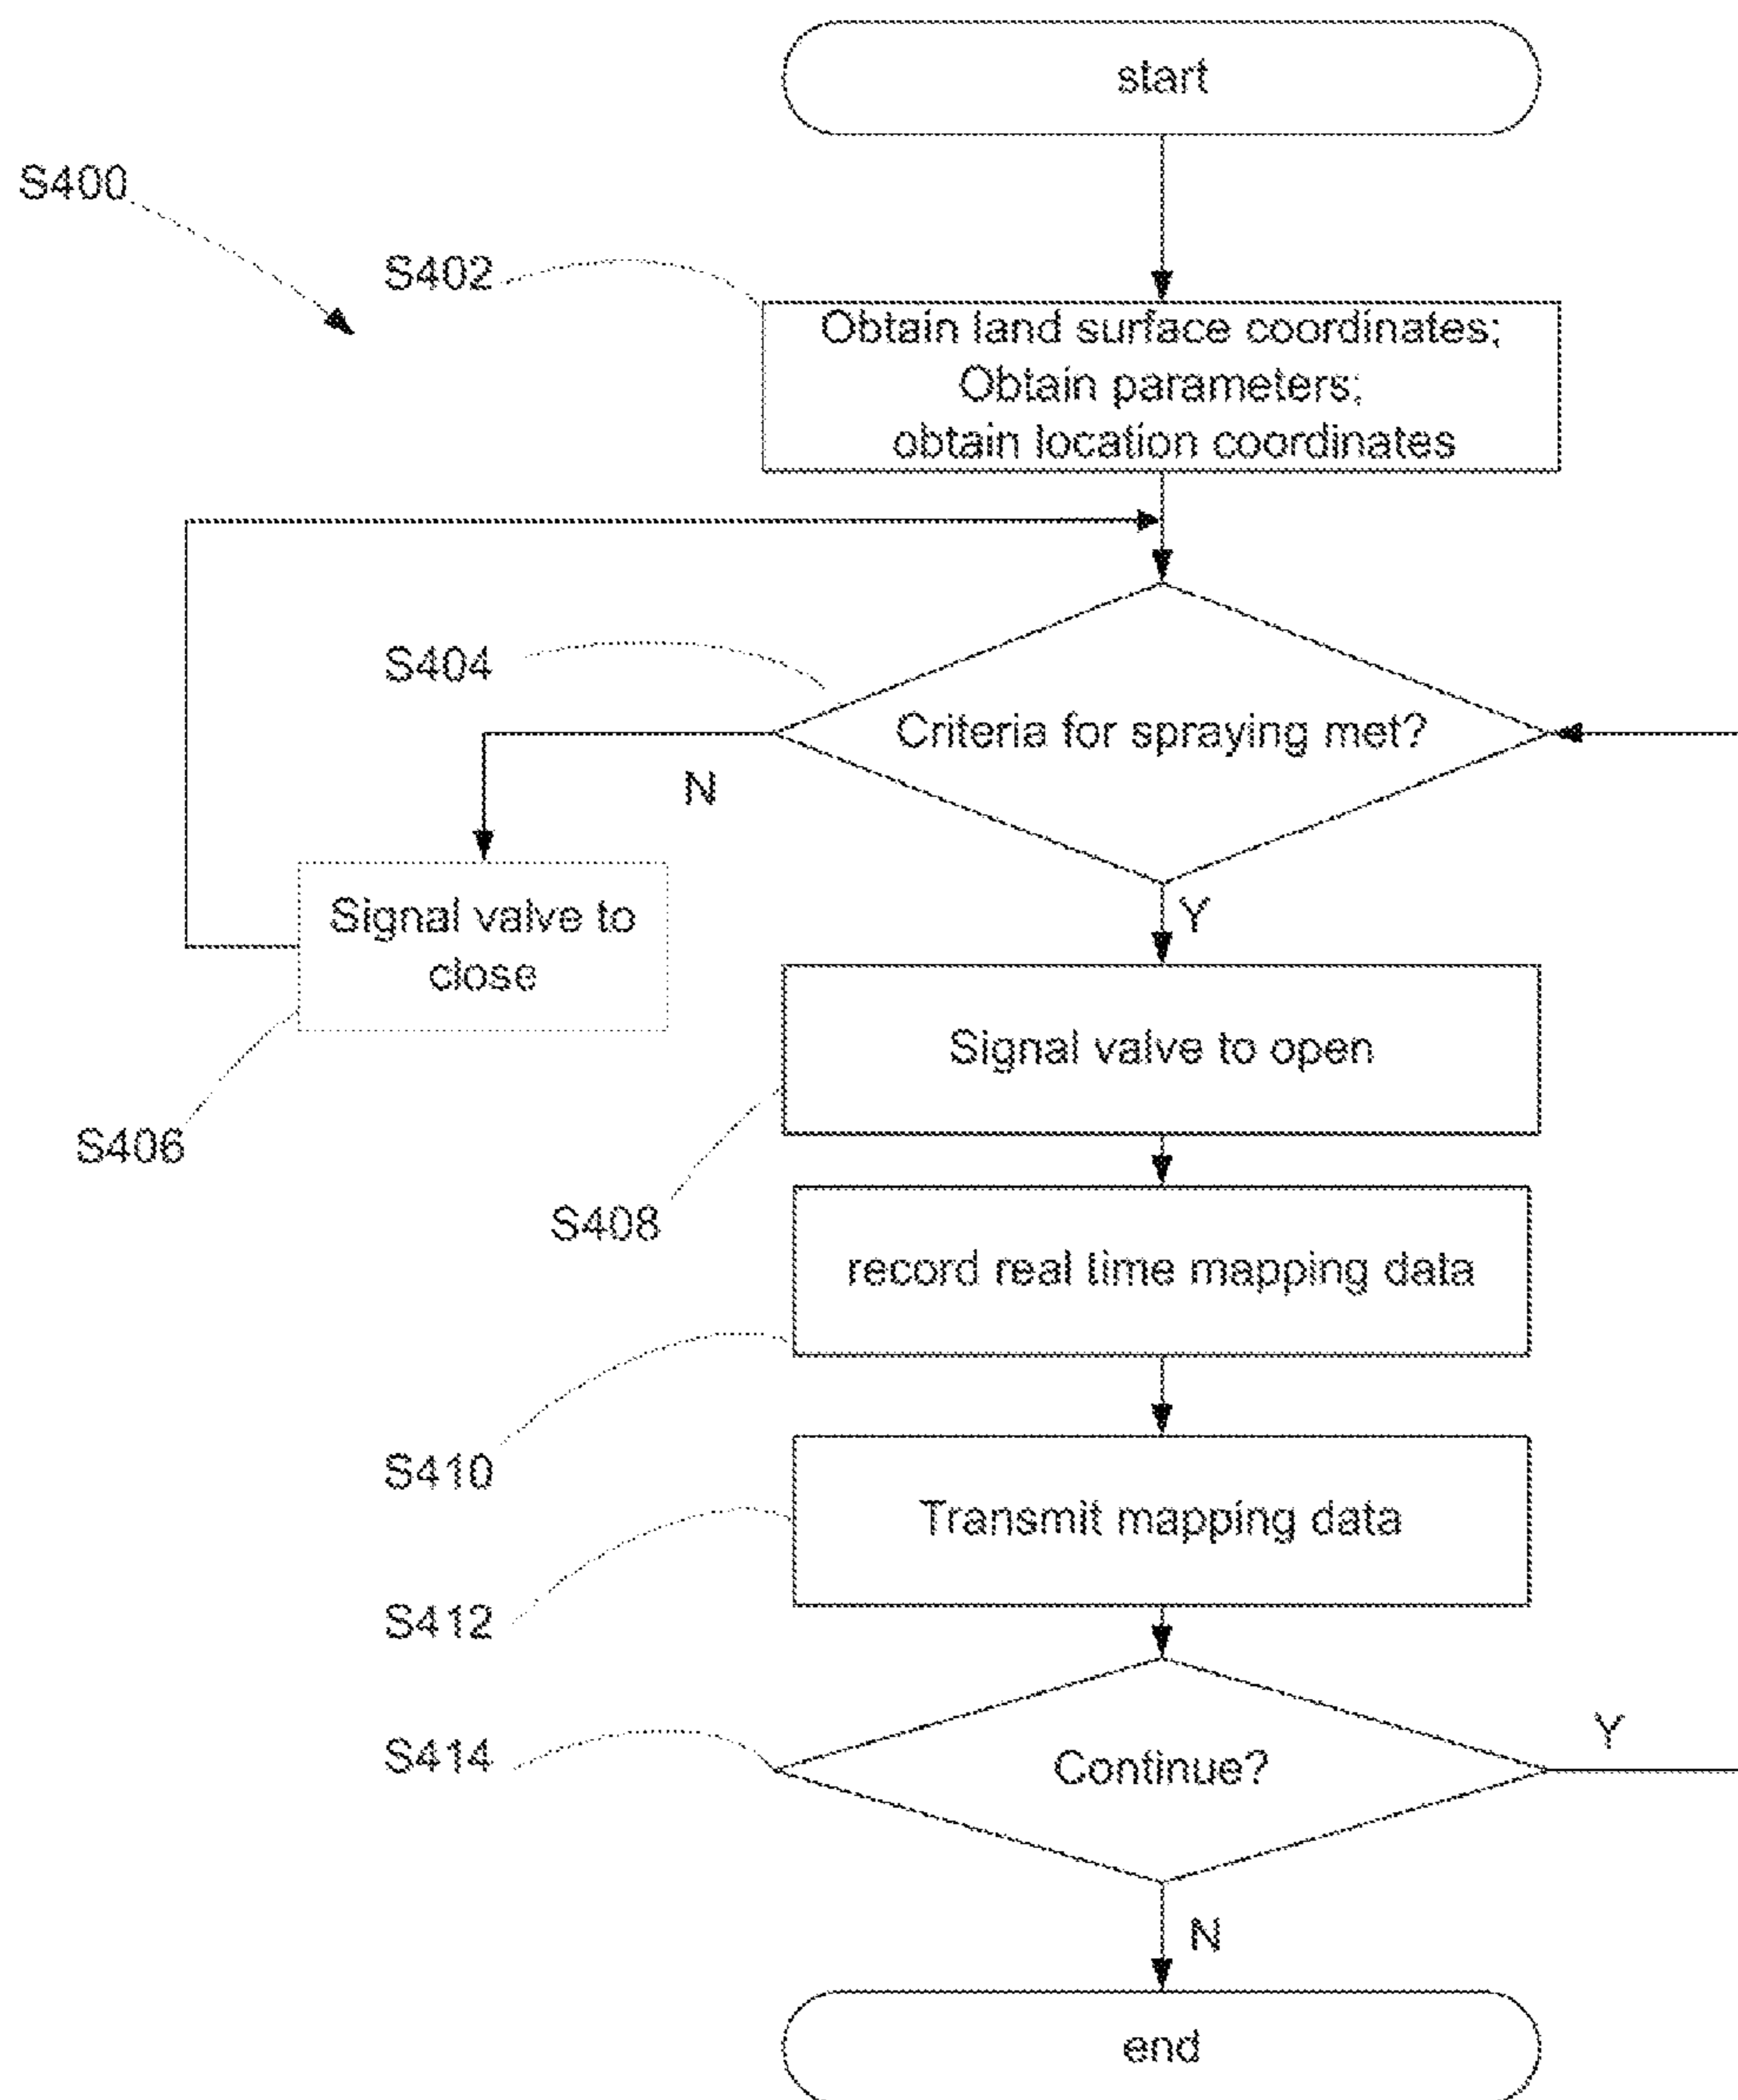 start
S400
S402
Obtain land surface coordinates;
Obtain parameters;
obtain location coordinates
S404
Criteria for spraying met?
N
Y
Signal valve to
close
S406
Signal valve to open
S408
record real time mapping data
S410
Transmit mapping data
S412
S414
Continue?
Y
N
end